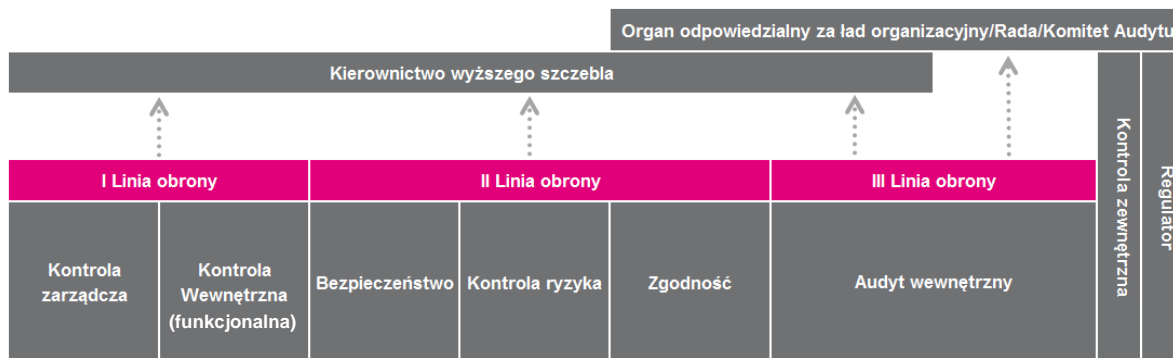 Organ odpowiedzialny za ład organizacyjny/Rada/Komitet Audytu
Kierownictwo wyższego szczebla
I Linia obrony
II Linia obrony
III Linia obrony
Kontrola
zarządcza
Kontrola
Wewnętrzna
(funkcjonalna)
Bezpieczeństwo
Kontrola ryzyka
Zgodność
Audyt wewnętrzny
Kontrola zewnętrzna
Regulator